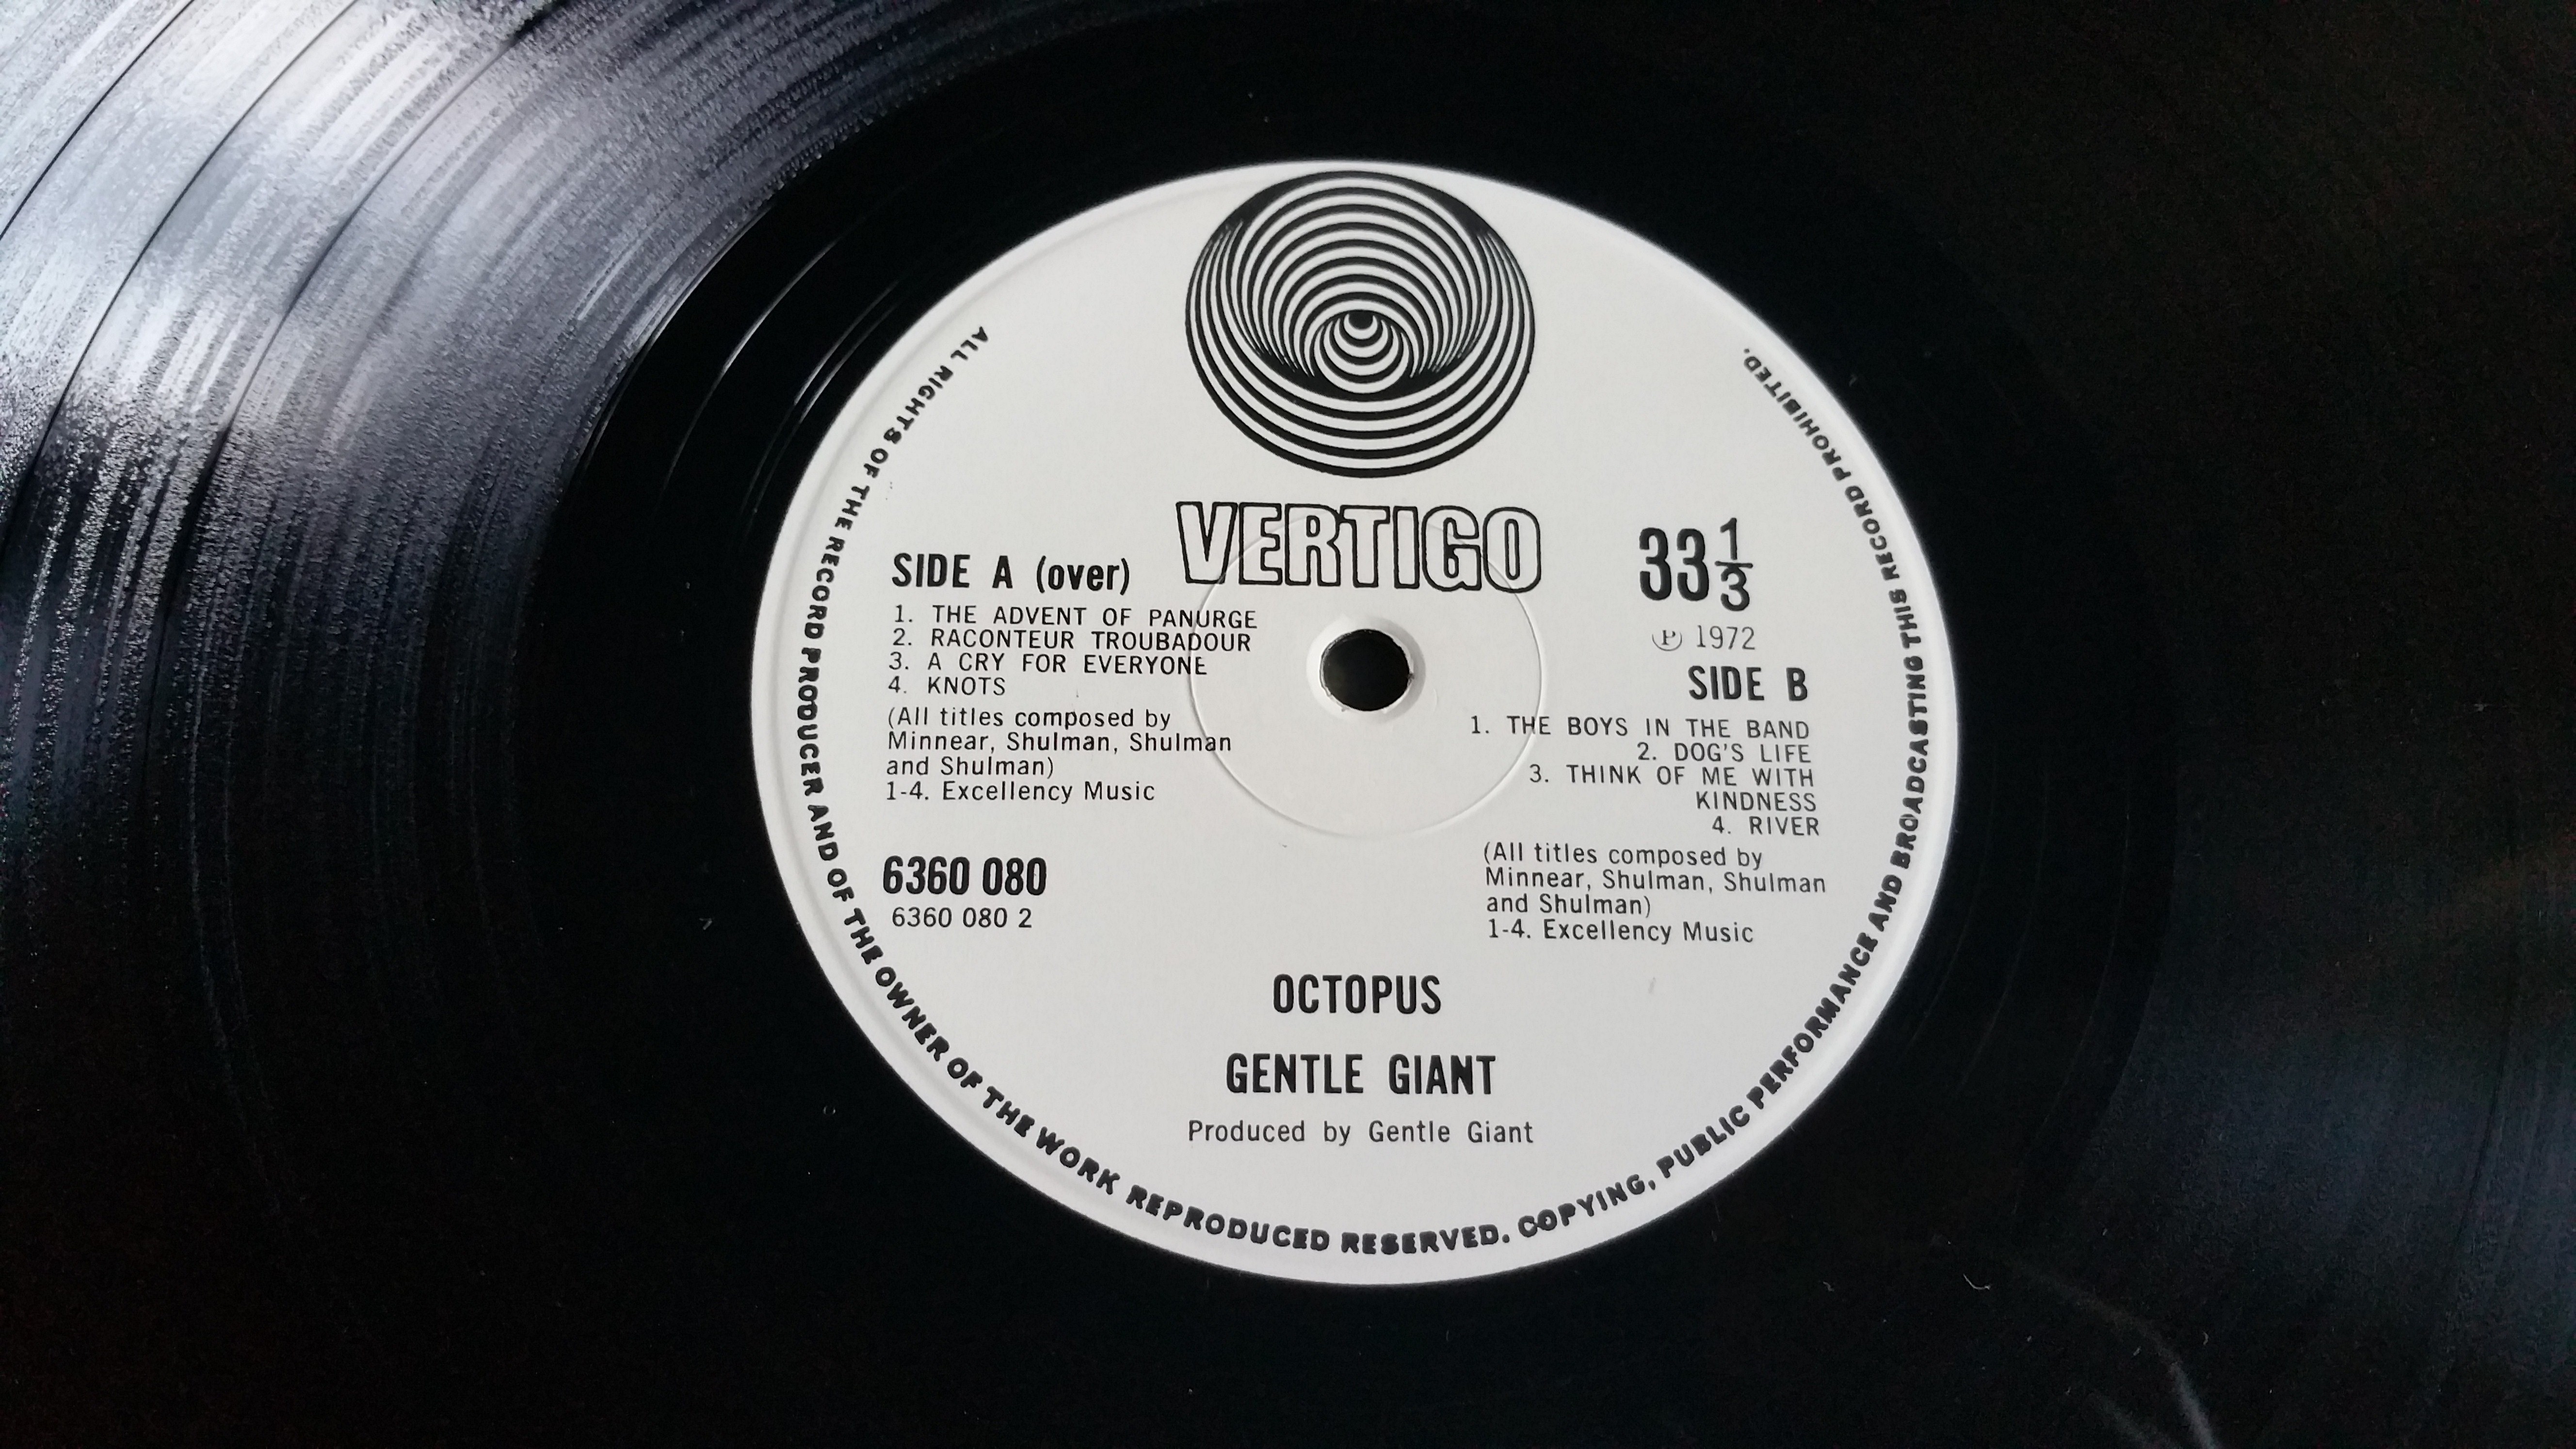 VERTIGO
SIDE A (over)
1. THE ADVENT OF PANURGE
2. RACONTEUR TROUBADOUR
3. A CRY FOR EVERYONE
4. KNOTS
(All titles composed by
Minnear, Shulman, Shulman
and Shulman)
1-4. Excellency Music
6360 080
6360 080 2
33 1/3
℗ 1972
SIDE B
1. THE BOYS IN THE BAND
2. DOG'S LIFE
3. THINK OF ME WITH
KINDNESS
4. RIVER
(All titles composed by
Minnear, Shulman, Shulman
and Shulman)
1-4. Excellency Music
OCTOPUS
GENTLE GIANT
Produced by Gentle Giant
ALL RIGHTS OF THE RECORD PRODUCER AND OF THE OWNER OF THE WORK REPRODUCED RESERVED. COPYING, PUBLIC PERFORMANCE AND BROADCASTING THIS RECORD PROHIBITED.